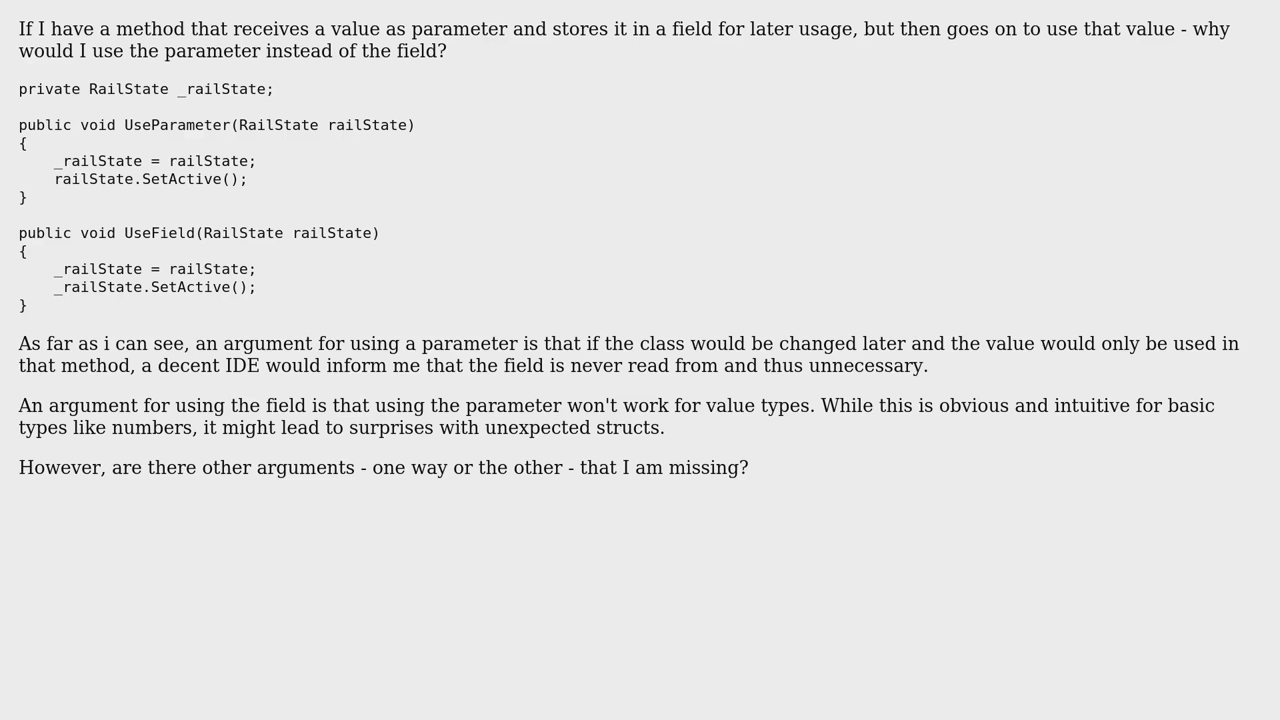 If I have a method that receives a value as parameter and stores it in a field for later usage, but then goes on to use that value - why
would I use the parameter instead of the field?
private RailState _railState;
public void UseParameter(RailState railState)
{
    _railState = railState;
    railState.SetActive();
}
public void UseField(RailState railState)
{
    _railState = railState;
    _railState.SetActive();
}
As far as i can see, an argument for using a parameter is that if the class would be changed later and the value would only be used in
that method, a decent IDE would inform me that the field is never read from and thus unnecessary.
An argument for using the field is that using the parameter won't work for value types. While this is obvious and intuitive for basic
types like numbers, it might lead to surprises with unexpected structs.
However, are there other arguments - one way or the other - that I am missing?